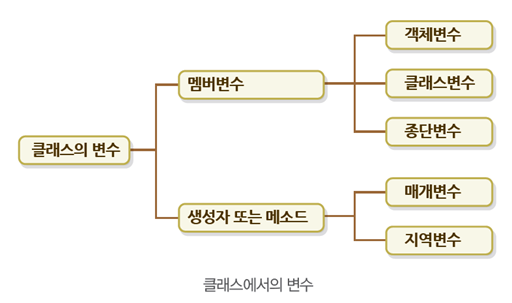 클래스의 변수
멤버변수
객체변수
클래스변수
종단변수
생성자 또는 메소드
매개변수
지역변수
클래스에서의 변수